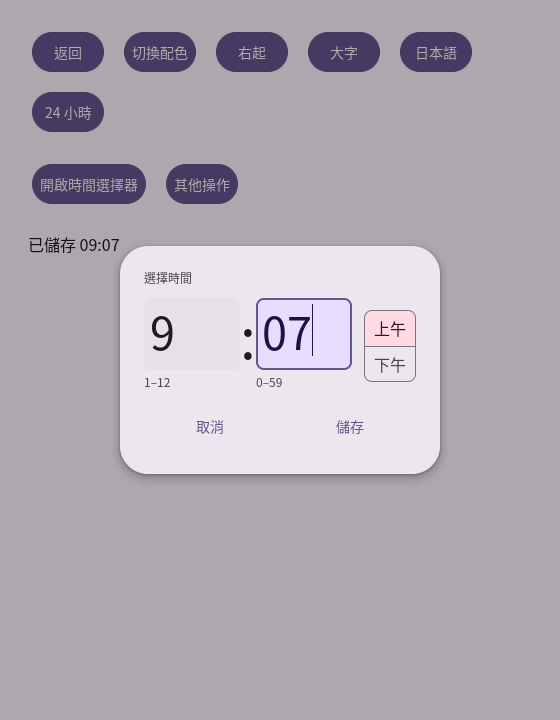 返回 切換配色 右起 大字 日本語
24 小時
開啟時間選擇器 其他操作
已儲存 09:07
選擇時間
9 : 07
上午
下午
1–12 0–59
取消 儲存